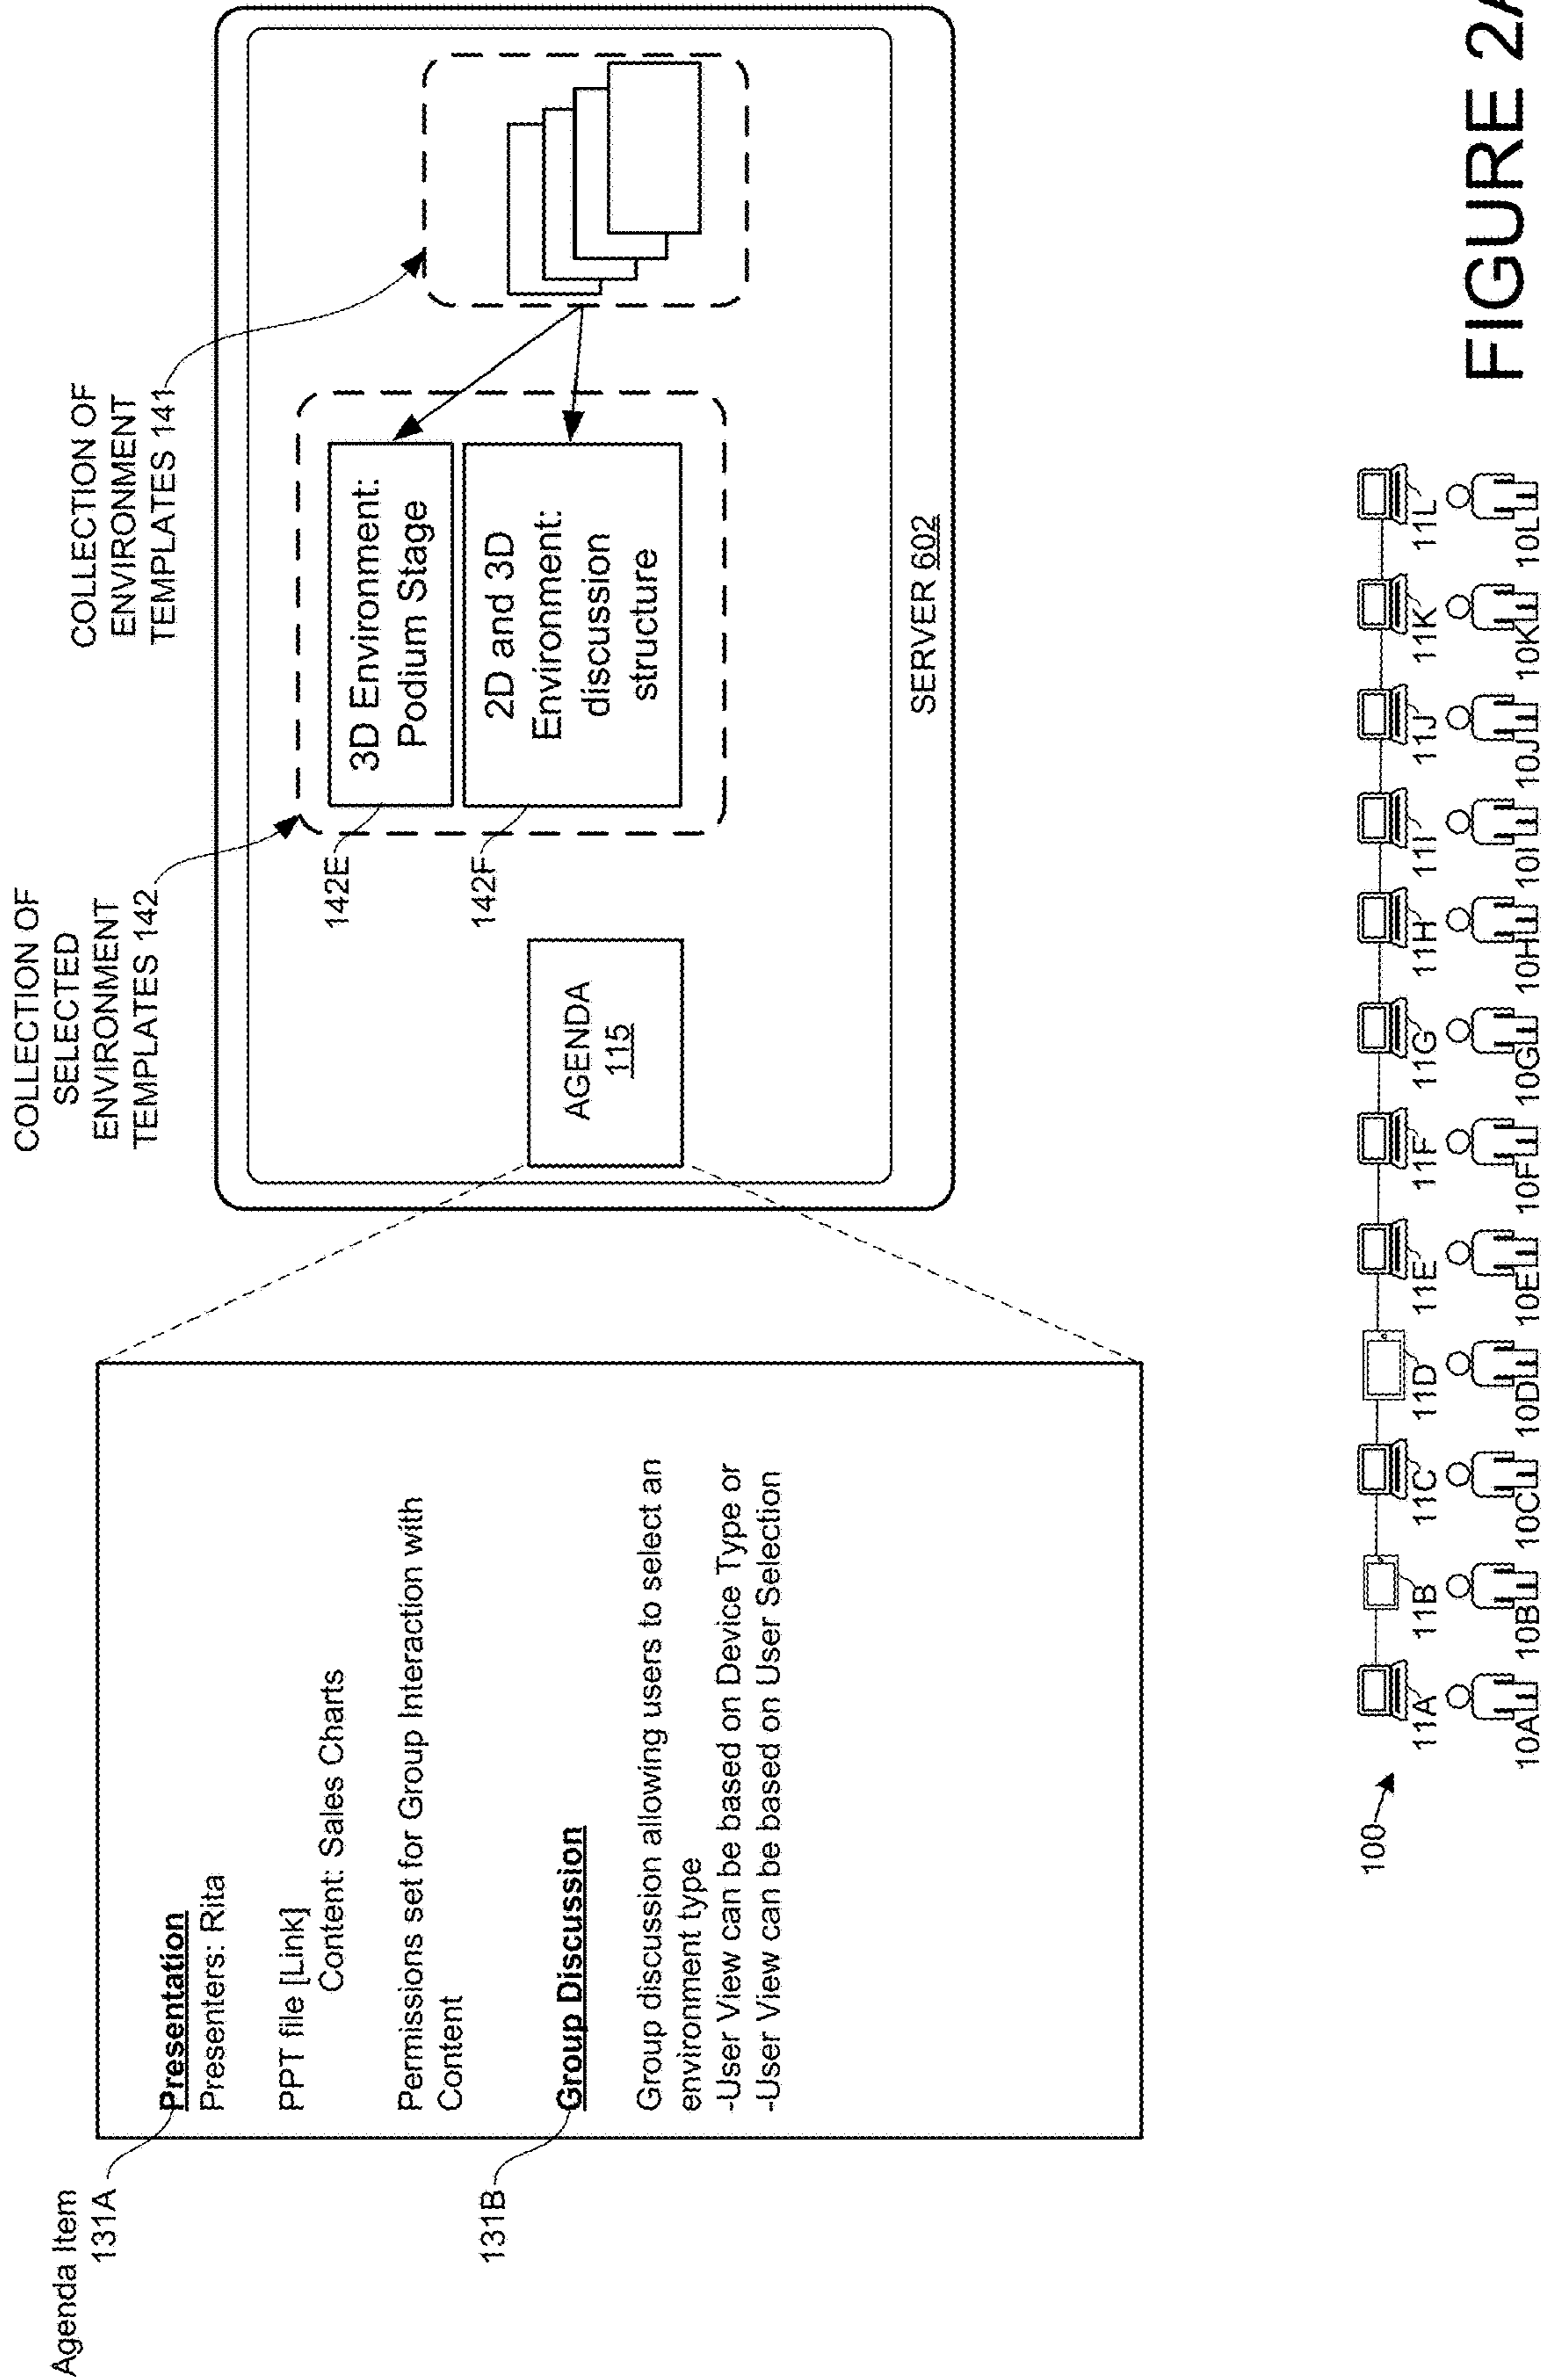 Agenda Item
131A
Presentation
Presenters: Rita
PPT file [Link]
Content: Sales Charts
Permissions set for Group Interaction with
Content
131B
Group Discussion
Group discussion allowing users to select an
environment type
-User View can be based on Device Type or
-User View can be based on User Selection
COLLECTION OF
SELECTED
ENVIRONMENT
TEMPLATES 142
COLLECTION OF
ENVIRONMENT
TEMPLATES 141
142E
3D Environment:
Podium Stage
142F
2D and 3D
Environment:
discussion
structure
AGENDA
115
SERVER 602
100
11A 11B 11C 11D 11E 11F 11G 11H 11I 11J 11K 11L
10A 10B 10C 10D 10E 10F 10G 10H 10I 10J 10K 10L
FIGURE 2A